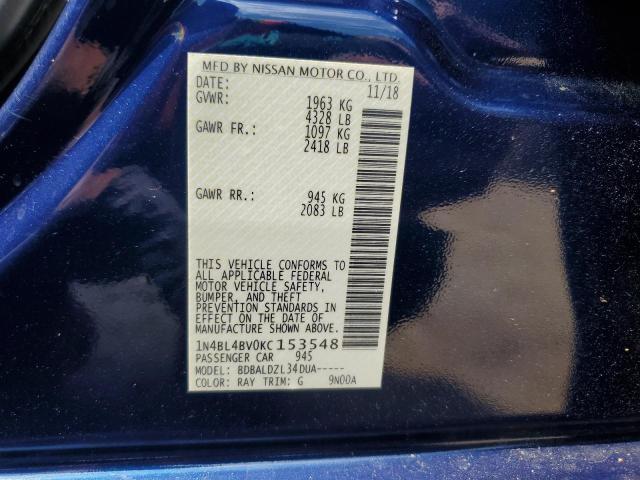 MFD BY NISSAN MOTOR CO., LTD.
DATE: 11/18
GVWR: 1963 KG
4328 LB
GAWR FR.: 1097 KG
2418 LB
GAWR RR.: 945 KG
2083 LB
THIS VEHICLE CONFORMS TO
ALL APPLICABLE FEDERAL
MOTOR VEHICLE SAFETY,
BUMPER, AND THEFT
PREVENTION STANDARDS IN
EFFECT ON THE DATE OF
MANUFACTURE SHOWN ABOVE.
1N4BL4BV0KC153548
PASSENGER CAR 945
MODEL: BDBALDZL34DUA-----
COLOR: RAY TRIM: G 9N00A